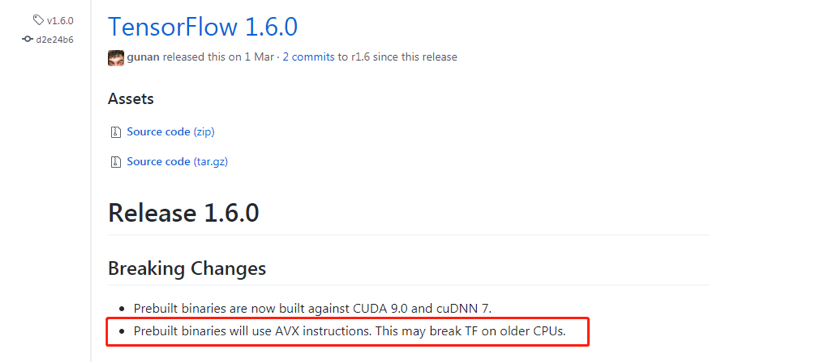 v1.6.0
d2e24b6
TensorFlow 1.6.0
gunan released this on 1 Mar · 2 commits to r1.6 since this release
Assets
Source code (zip)
Source code (tar.gz)
Release 1.6.0
Breaking Changes
• Prebuilt binaries are now built against CUDA 9.0 and cuDNN 7.
• Prebuilt binaries will use AVX instructions. This may break TF on older CPUs.